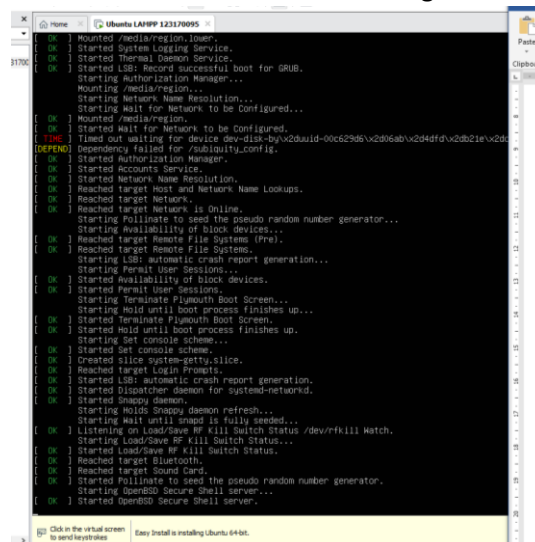 Home
Ubuntu LAMPP 123170095
Paste
Clipboa
3170
[ OK ] Mounted /media/region.lower.
[ OK ] Started System Logging Service.
[ OK ] Started Thermal Daemon Service.
[ OK ] Started LSB: Record successful boot for GRUB.
Starting Authorization Manager...
Mounting /media/region...
Starting Network Name Resolution...
Starting Wait for Network to be Configured...
[ OK ] Mounted /media/region.
[ OK ] Started Wait for Network to be Configured.
[ TIME ] Timed out waiting for device dev-disk-by\x2duuid-00c629d6\x2d06ab\x2d4dfd\x2db21e\x2dc
[DEPEND] Dependency failed for /subiquity_config.
[ OK ] Started Authorization Manager.
[ OK ] Started Accounts Service.
[ OK ] Started Network Name Resolution.
[ OK ] Reached target Host and Network Name Lookups.
[ OK ] Reached target Network.
[ OK ] Reached target Network is Online.
Starting Pollinate to seed the pseudo random number generator...
Starting Availability of block devices...
[ OK ] Reached target Remote File Systems (Pre).
[ OK ] Reached target Remote File Systems.
Starting LSB: automatic crash report generation...
Starting Permit User Sessions...
[ OK ] Started Availability of block devices.
[ OK ] Started Permit User Sessions.
Starting Terminate Plymouth Boot Screen...
Starting Hold until boot process finishes up...
[ OK ] Started Terminate Plymouth Boot Screen.
[ OK ] Started Hold until boot process finishes up.
Starting Set console scheme...
[ OK ] Started Set console scheme.
[ OK ] Created slice system-getty.slice.
[ OK ] Reached target Login Prompts.
[ OK ] Started LSB: automatic crash report generation.
[ OK ] Started Dispatcher daemon for systemd-networkd.
[ OK ] Started Snappy daemon.
Starting Holds Snappy daemon refresh...
Starting Wait until snapd is fully seeded...
[ OK ] Listening on Load/Save RF Kill Switch Status /dev/rfkill Watch.
Starting Load/Save RF Kill Switch Status...
[ OK ] Started Load/Save RF Kill Switch Status.
[ OK ] Reached target Bluetooth.
[ OK ] Reached target Sound Card.
[ OK ] Started Pollinate to seed the pseudo random number generator.
Starting OpenBSD Secure Shell server...
[ OK ] Started OpenBSD Secure Shell server.
Click in the virtual screen
to send keystrokes
Easy Install is installing Ubuntu 64-bit.